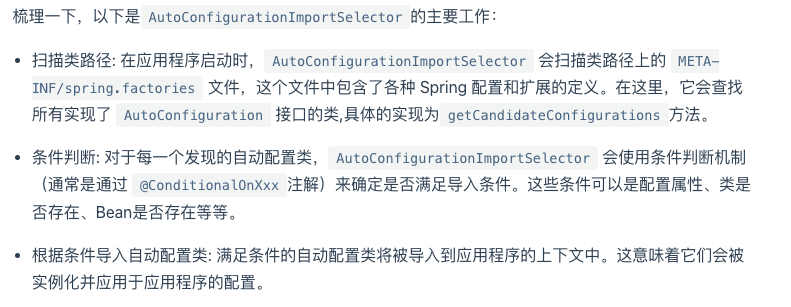 梳理一下，以下是 AutoConfigurationImportSelector 的主要工作：
• 扫描类路径: 在应用程序启动时， AutoConfigurationImportSelector 会扫描类路径上的 META-
INF/spring.factories 文件，这个文件中包含了各种 Spring 配置和扩展的定义。在这里，它会查找
所有实现了 AutoConfiguration 接口的类,具体的实现为 getCandidateConfigurations 方法。
• 条件判断: 对于每一个发现的自动配置类， AutoConfigurationImportSelector 会使用条件判断机制
（通常是通过 @ConditionalOnXxx 注解）来确定是否满足导入条件。这些条件可以是配置属性、类是
否存在、Bean是否存在等等。
• 根据条件导入自动配置类: 满足条件的自动配置类将被导入到应用程序的上下文中。这意味着它们会被
实例化并应用于应用程序的配置。